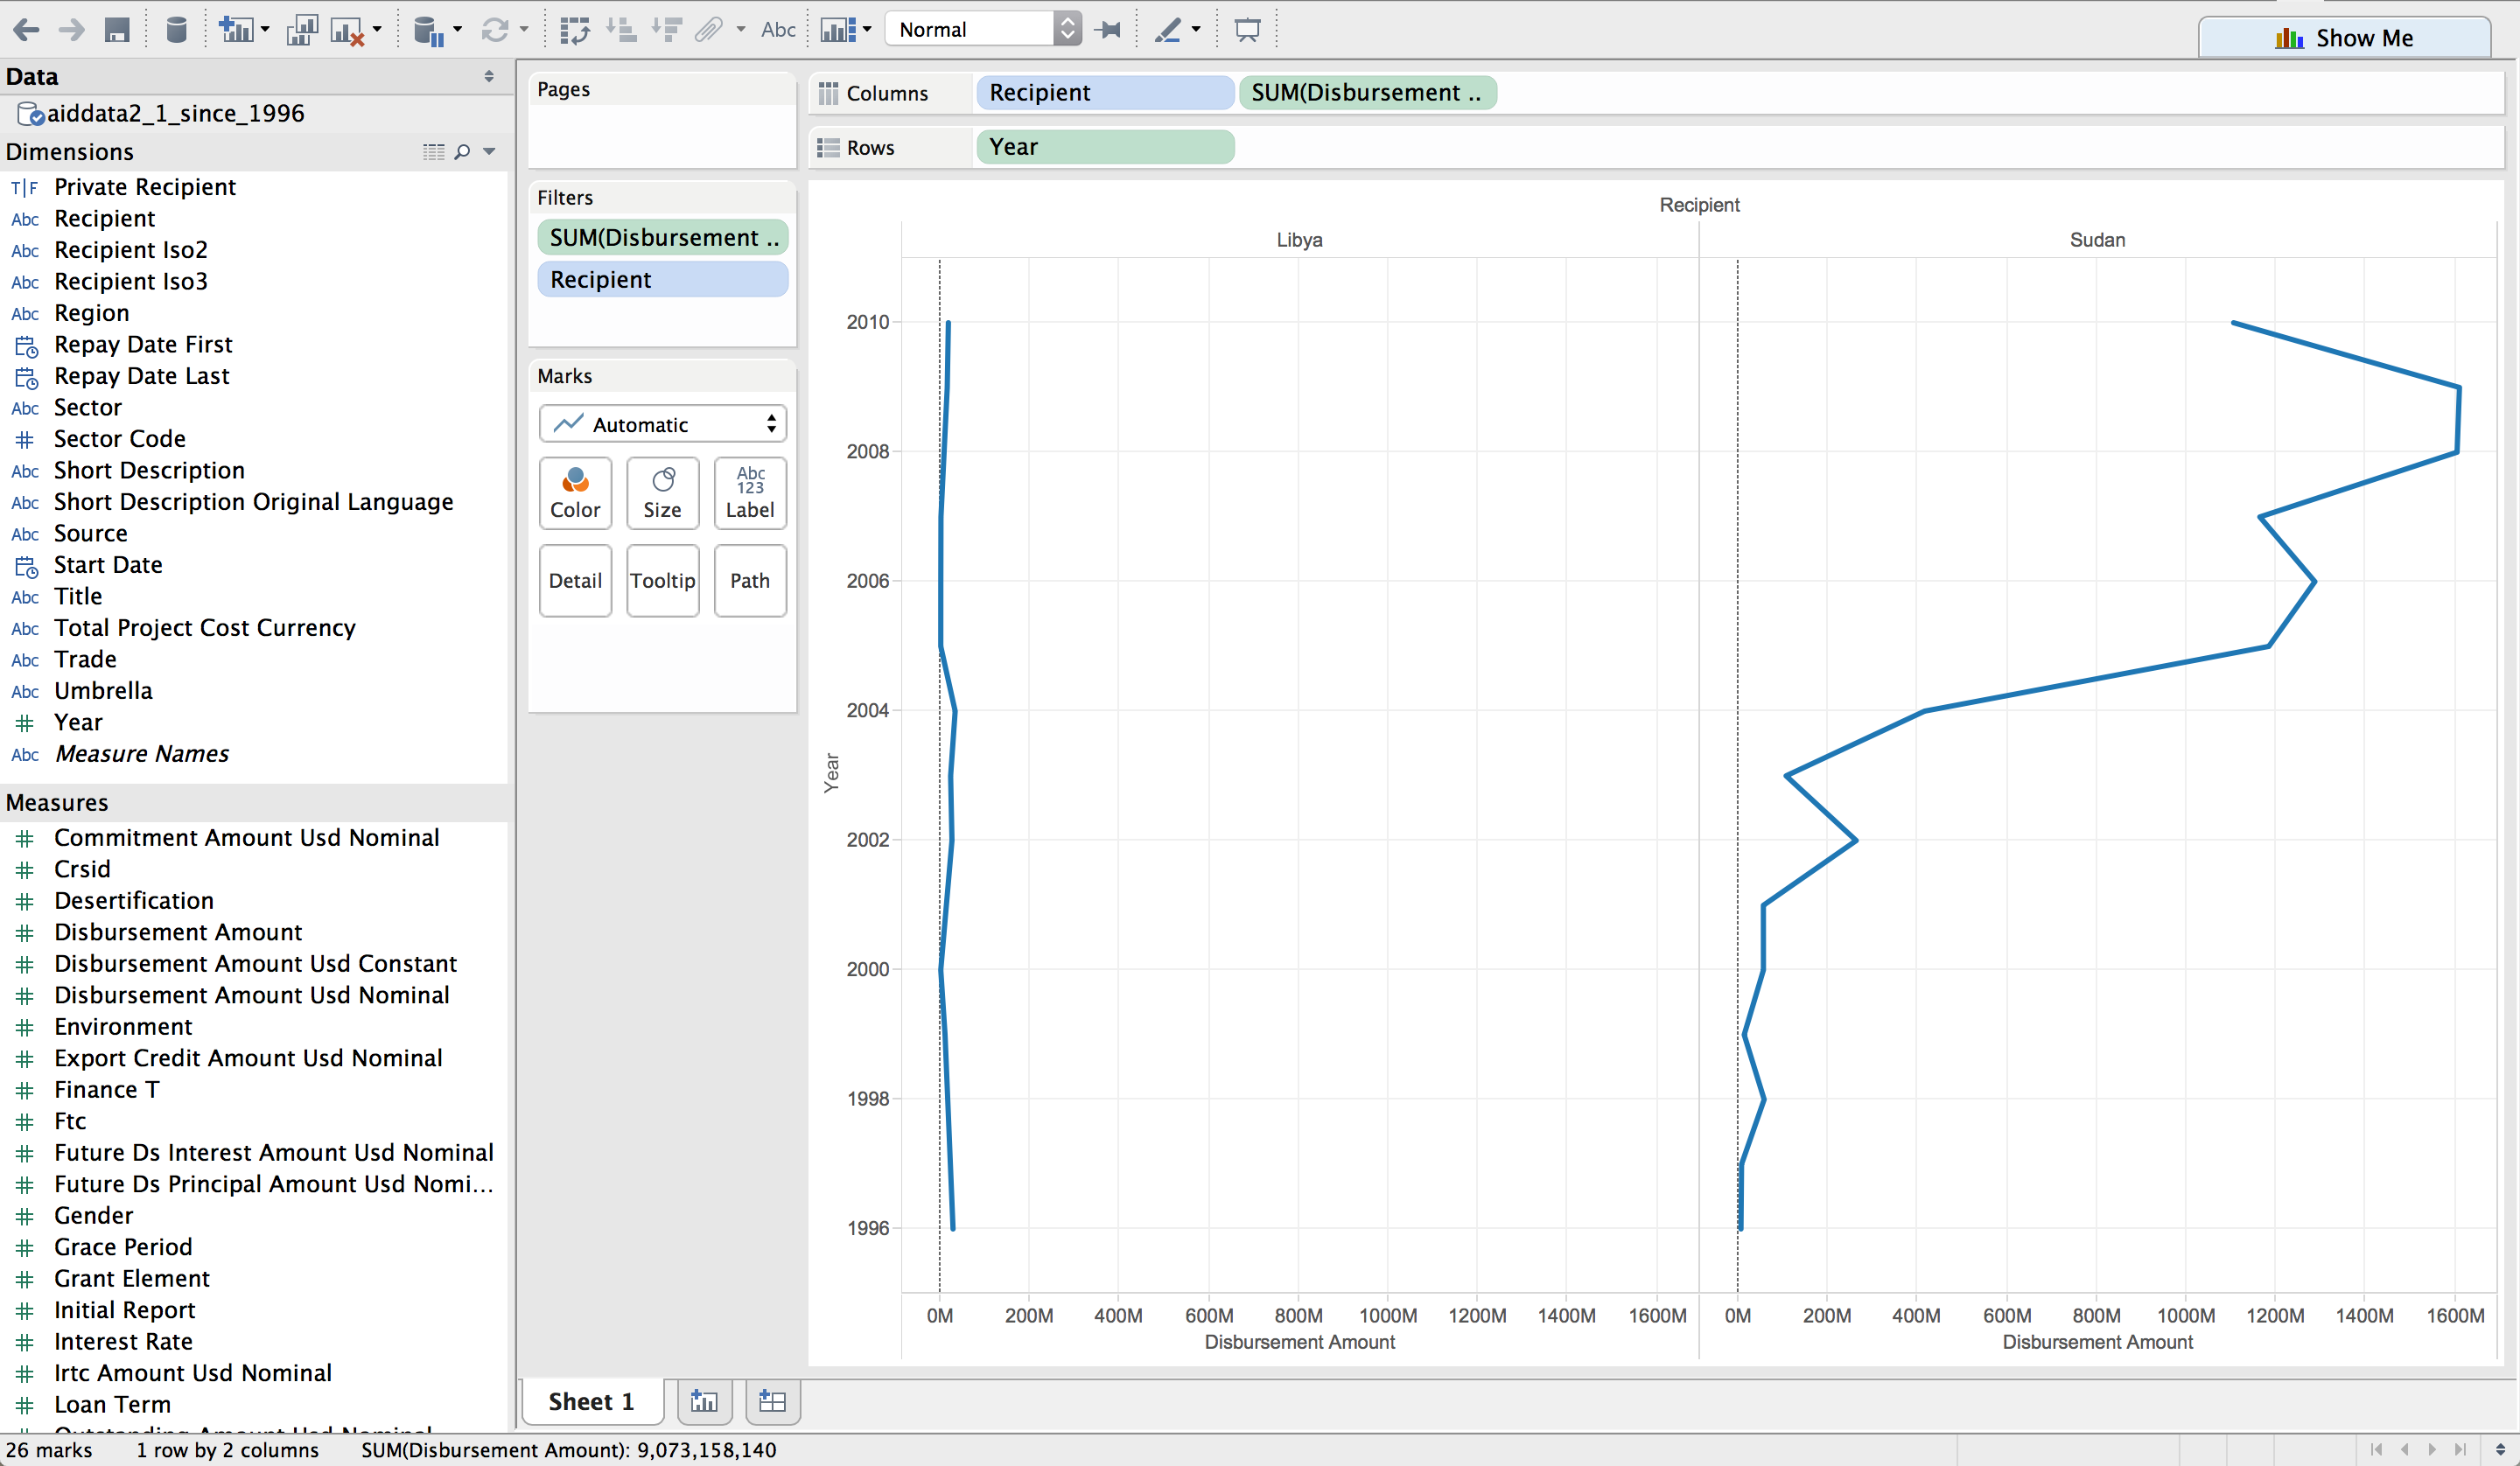 Abc
Normal
Show Me
Data
aiddata2_1_since_1996
Dimensions
T|F Private Recipient
Abc Recipient
Abc Recipient Iso2
Abc Recipient Iso3
Abc Region
Repay Date First
Repay Date Last
Abc Sector
# Sector Code
Abc Short Description
Abc Short Description Original Language
Abc Source
Start Date
Abc Title
Abc Total Project Cost Currency
Abc Trade
Abc Umbrella
# Year
Abc Measure Names
Measures
# Commitment Amount Usd Nominal
# Crsid
# Desertification
# Disbursement Amount
# Disbursement Amount Usd Constant
# Disbursement Amount Usd Nominal
# Environment
# Export Credit Amount Usd Nominal
# Finance T
# Ftc
# Future Ds Interest Amount Usd Nominal
# Future Ds Principal Amount Usd Nomi...
# Gender
# Grace Period
# Grant Element
# Initial Report
# Interest Rate
# Irtc Amount Usd Nominal
# Loan Term
Pages
Filters
SUM(Disbursement ..
Recipient
Marks
Automatic
Color
Size
Abc
123
Label
Detail
Tooltip
Path
Columns
Recipient
SUM(Disbursement ..
Rows
Year
Recipient
Libya
Sudan
2010
2008
2006
2004
2002
2000
1998
1996
Year
0M 200M 400M 600M 800M 1000M 1200M 1400M 1600M
Disbursement Amount
0M 200M 400M 600M 800M 1000M 1200M 1400M 1600M
Disbursement Amount
Sheet 1
26 marks 1 row by 2 columns SUM(Disbursement Amount): 9,073,158,140